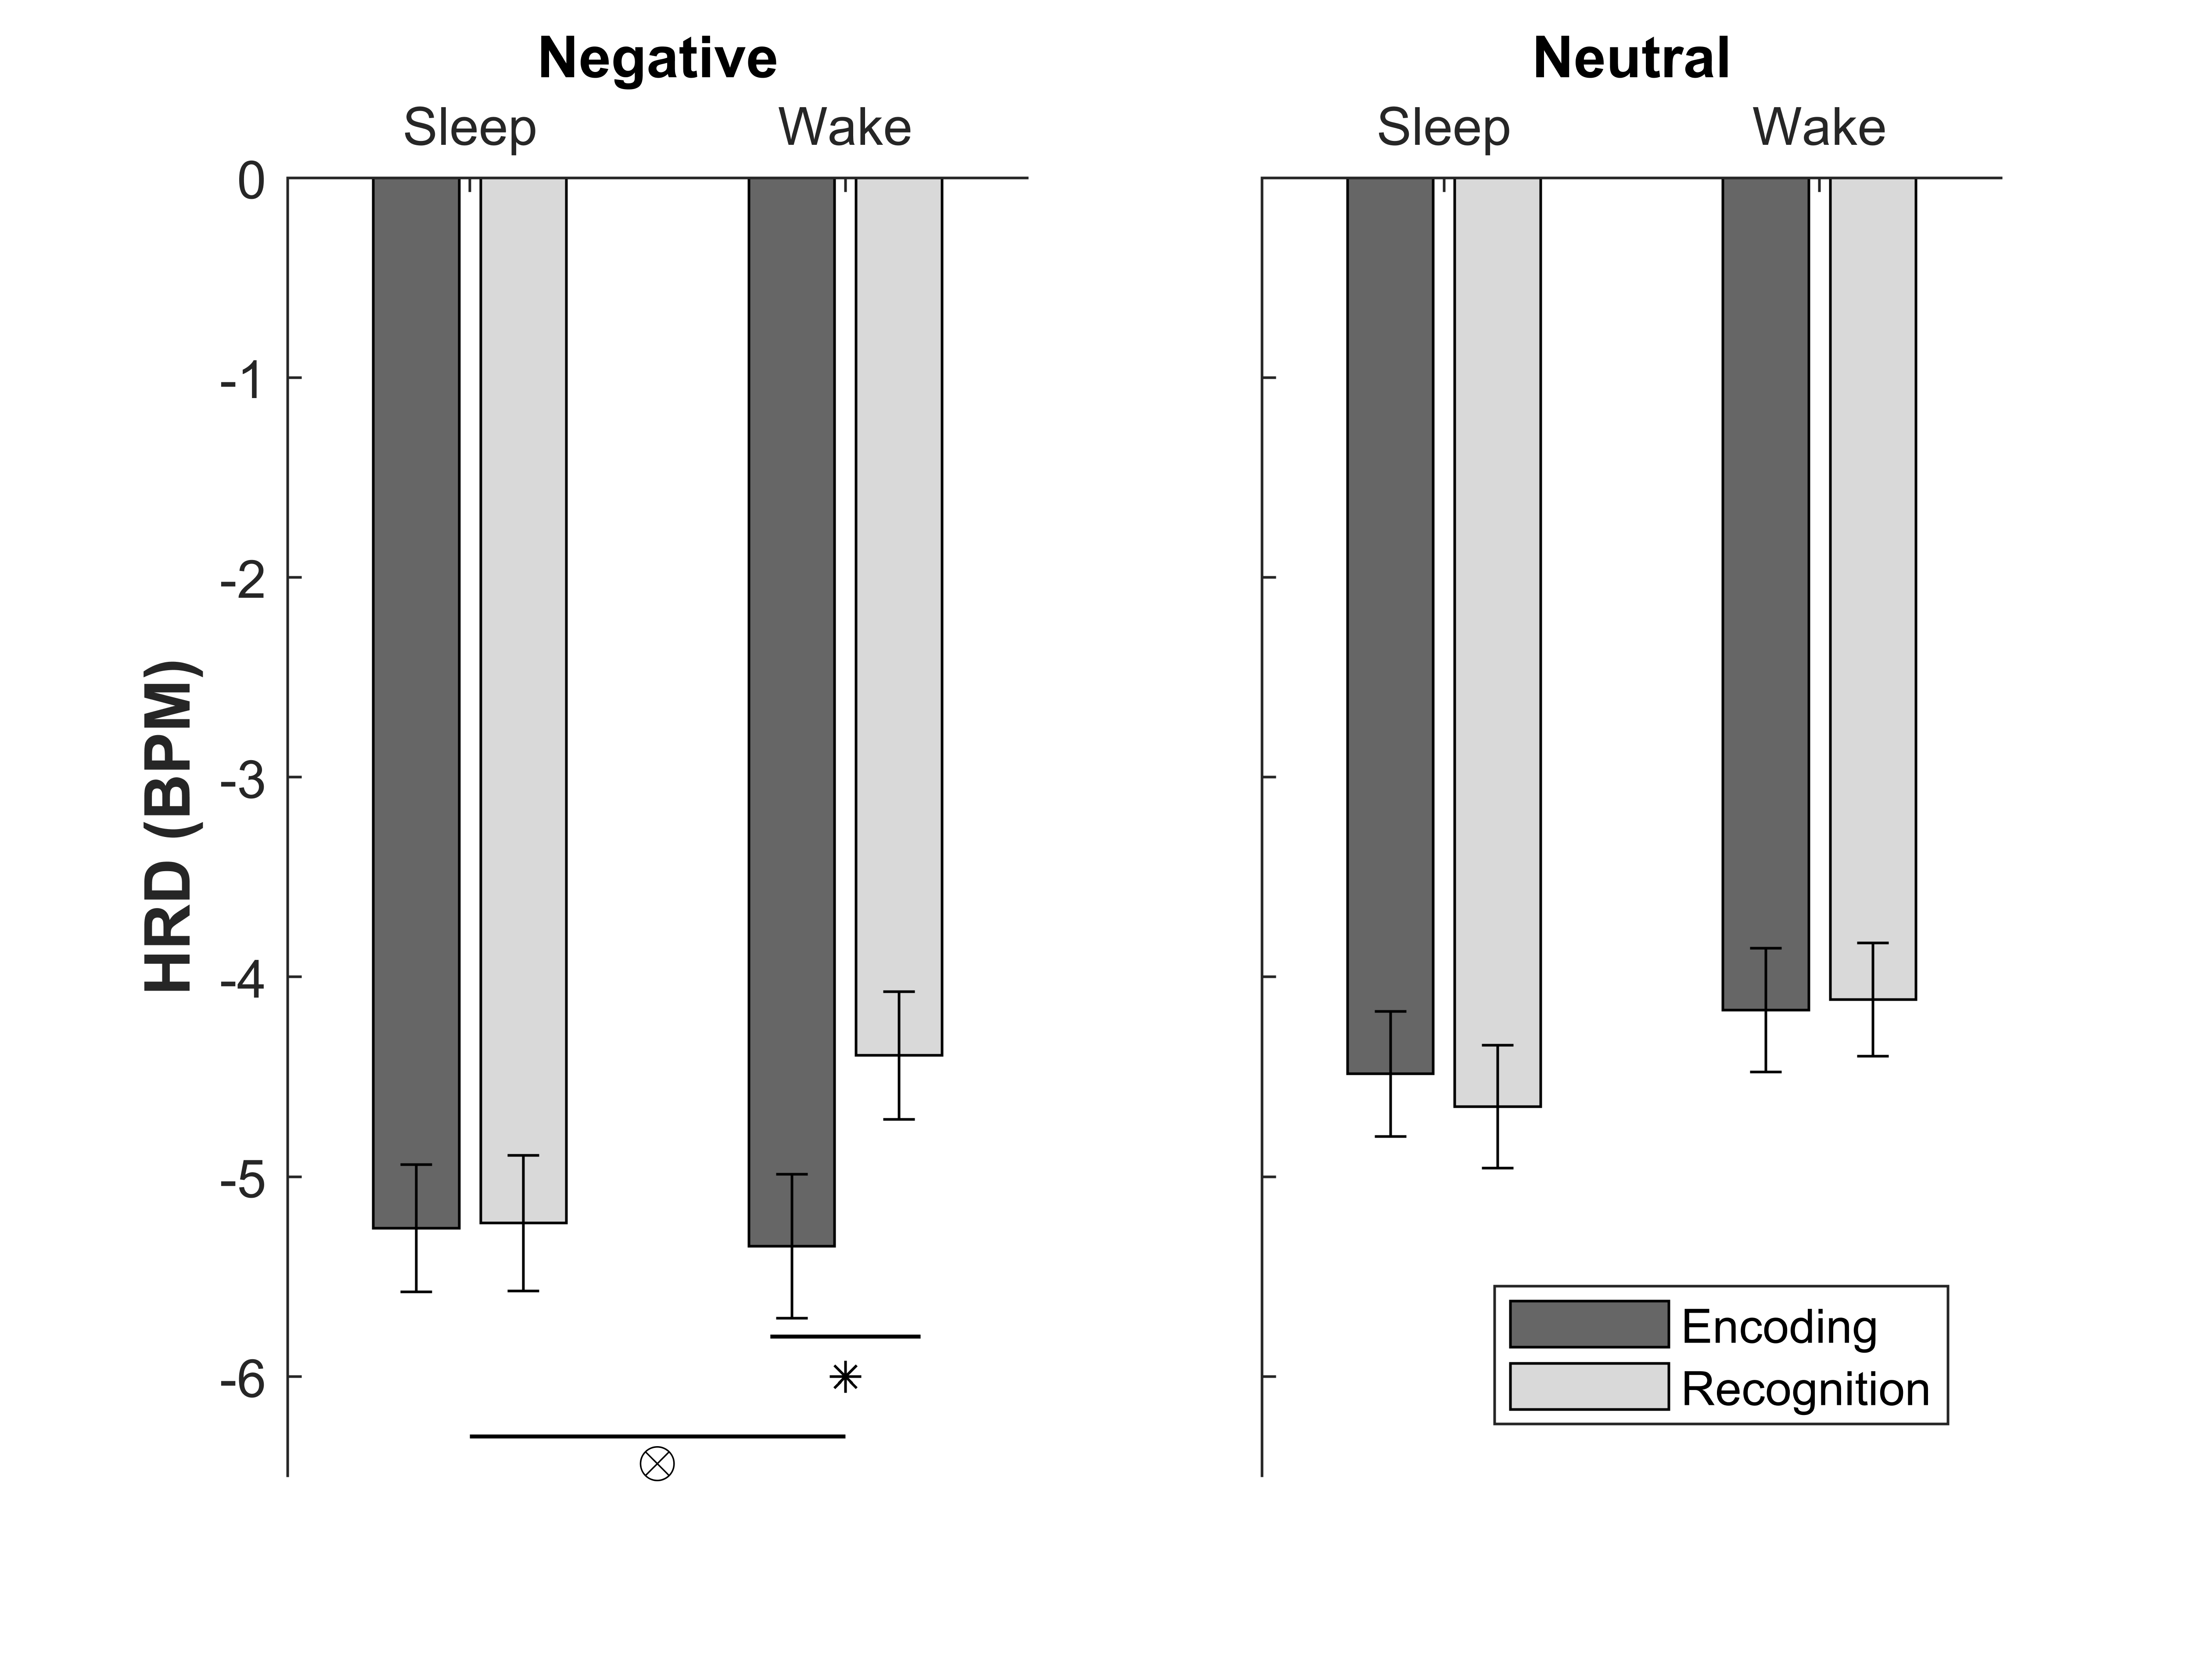 Negative Neutral
Sleep Wake Sleep Wake
0
-1
-2
-3
-4
-5
-6
HRD (BPM)
*
⊗
Encoding
Recognition